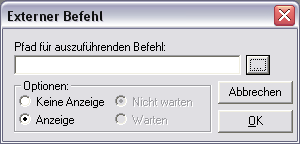 Externer Befehl
Pfad für auszuführenden Befehl:
...
Optionen:
Keine Anzeige
Nicht warten
Anzeige
Warten
Abbrechen
OK